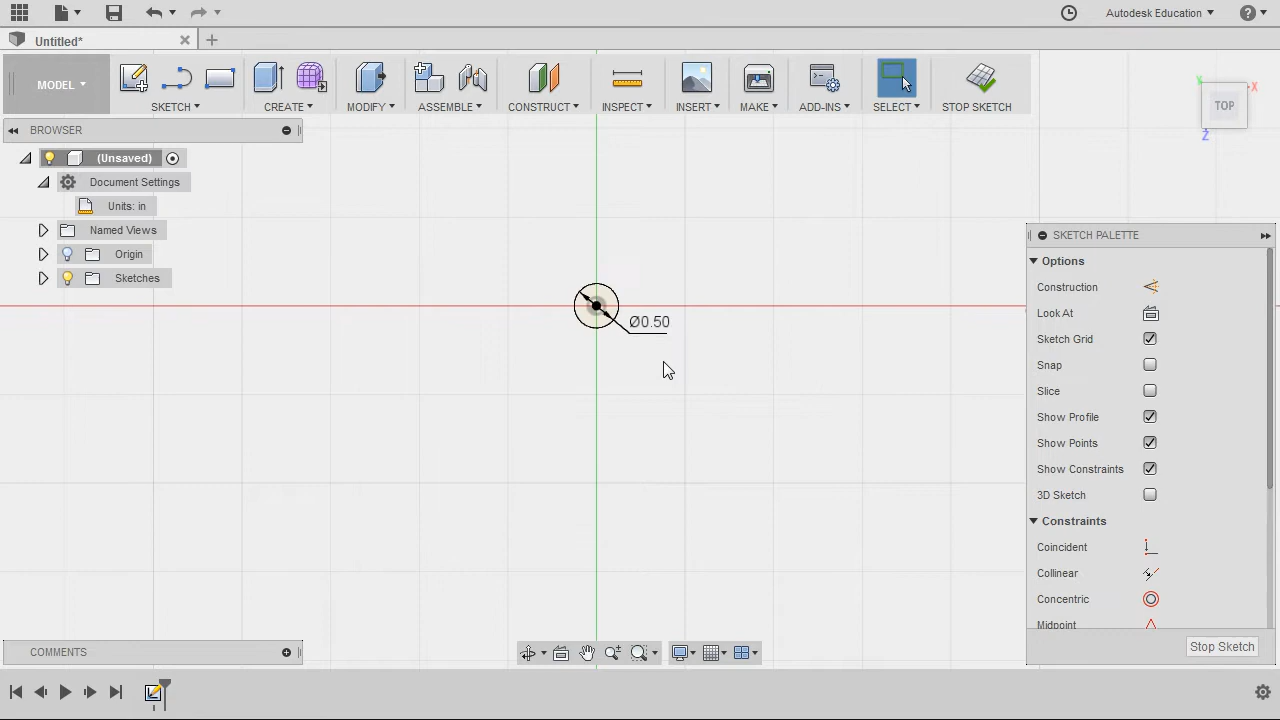 Autodesk Education
Untitled*
MODEL
SKETCH
CREATE
MODIFY
ASSEMBLE
CONSTRUCT
INSPECT
INSERT
MAKE
ADD-INS
SELECT
STOP SKETCH
TOP
Y
X
Z
BROWSER
(Unsaved)
Document Settings
Units: in
Named Views
Origin
Sketches
Ø0.50
SKETCH PALETTE
Options
Construction
Look At
Sketch Grid
Snap
Slice
Show Profile
Show Points
Show Constraints
3D Sketch
Constraints
Coincident
Collinear
Concentric
Midpoint
Stop Sketch
COMMENTS